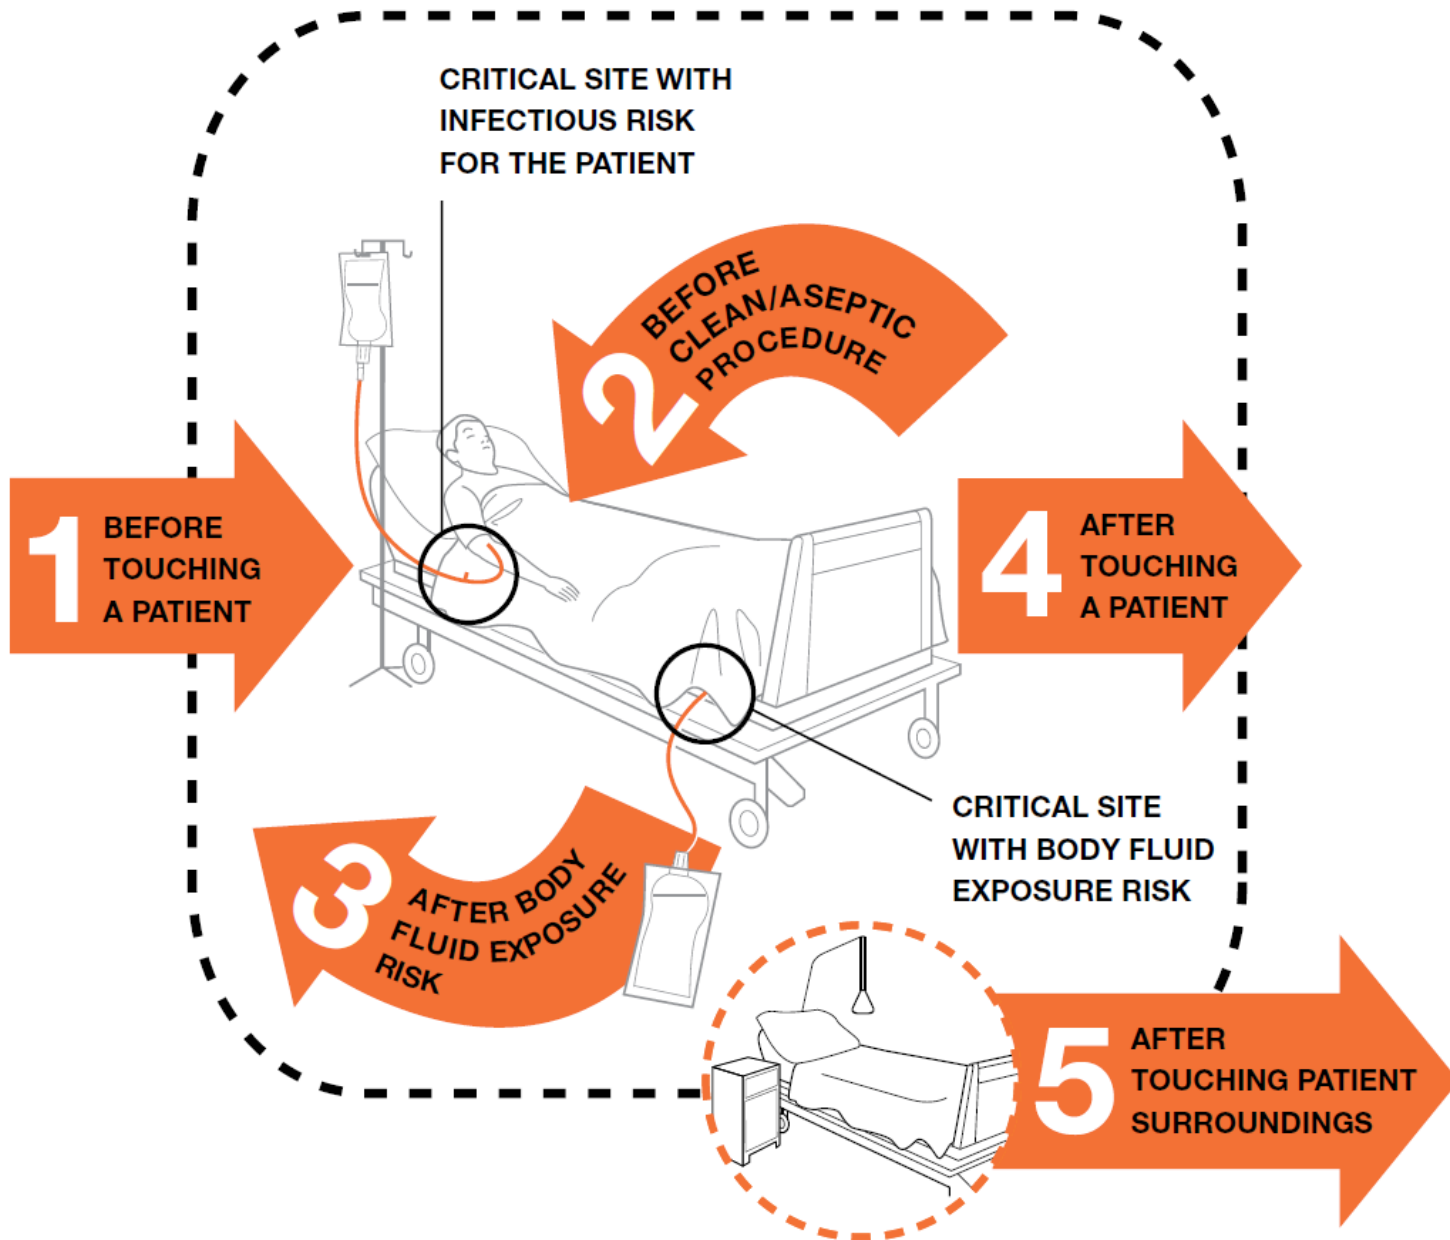 CRITICAL SITE WITH
INFECTIOUS RISK
FOR THE PATIENT
1
BEFORE
TOUCHING
A PATIENT
2
BEFORE
CLEAN/ASEPTIC
PROCEDURE
3
AFTER BODY
FLUID EXPOSURE
RISK
4
AFTER
TOUCHING
A PATIENT
CRITICAL SITE
WITH BODY FLUID
EXPOSURE RISK
5
AFTER
TOUCHING PATIENT
SURROUNDINGS